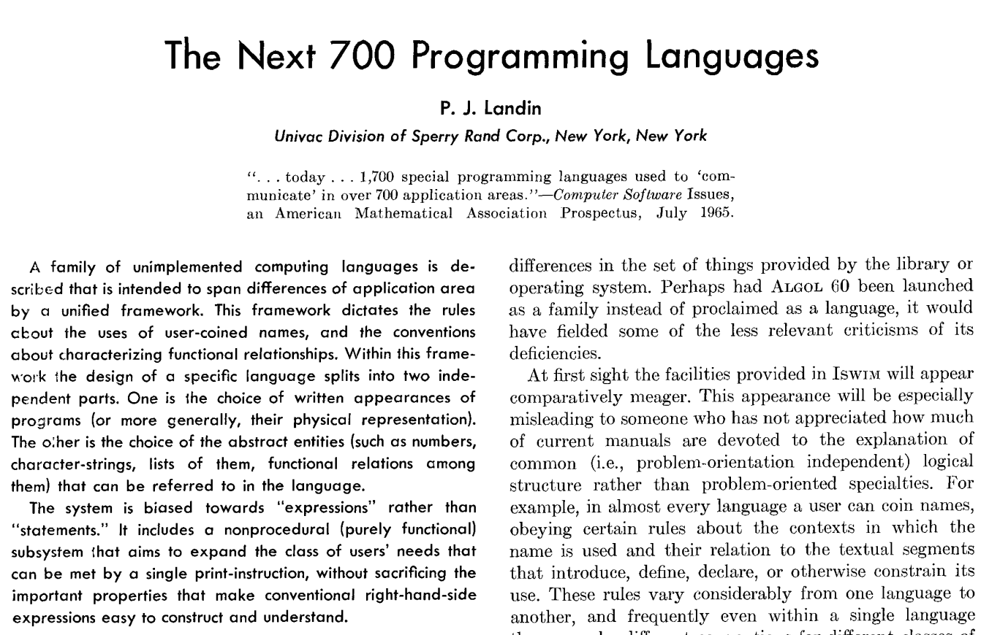 The Next 700 Programming Languages
P. J. Landin
Univac Division of Sperry Rand Corp., New York, New York
“. . . today . . . 1,700 special programming languages used to ‘com-
municate’ in over 700 application areas.”—Computer Software Issues,
an American Mathematical Association Prospectus, July 1965.
A family of unimplemented computing languages is de-
scribed that is intended to span differences of application area
by a unified framework. This framework dictates the rules
about the uses of user-coined names, and the conventions
about characterizing functional relationships. Within this frame-
work the design of a specific language splits into two inde-
pendent parts. One is the choice of written appearances of
programs (or more generally, their physical representation).
The other is the choice of the abstract entities (such as numbers,
character-strings, lists of them, functional relations among
them) that can be referred to in the language.
The system is biased towards “expressions” rather than
“statements.” It includes a nonprocedural (purely functional)
subsystem that aims to expand the class of users’ needs that
can be met by a single print-instruction, without sacrificing the
important properties that make conventional right-hand-side
expressions easy to construct and understand.
differences in the set of things provided by the library or
operating system. Perhaps had ALGOL 60 been launched
as a family instead of proclaimed as a language, it would
have fielded some of the less relevant criticisms of its
deficiencies.
At first sight the facilities provided in ISWIM will appear
comparatively meager. This appearance will be especially
misleading to someone who has not appreciated how much
of current manuals are devoted to the explanation of
common (i.e., problem-orientation independent) logical
structure rather than problem-oriented specialties. For
example, in almost every language a user can coin names,
obeying certain rules about the contexts in which the
name is used and their relation to the textual segments
that introduce, define, declare, or otherwise constrain its
use. These rules vary considerably from one language to
another, and frequently even within a single language